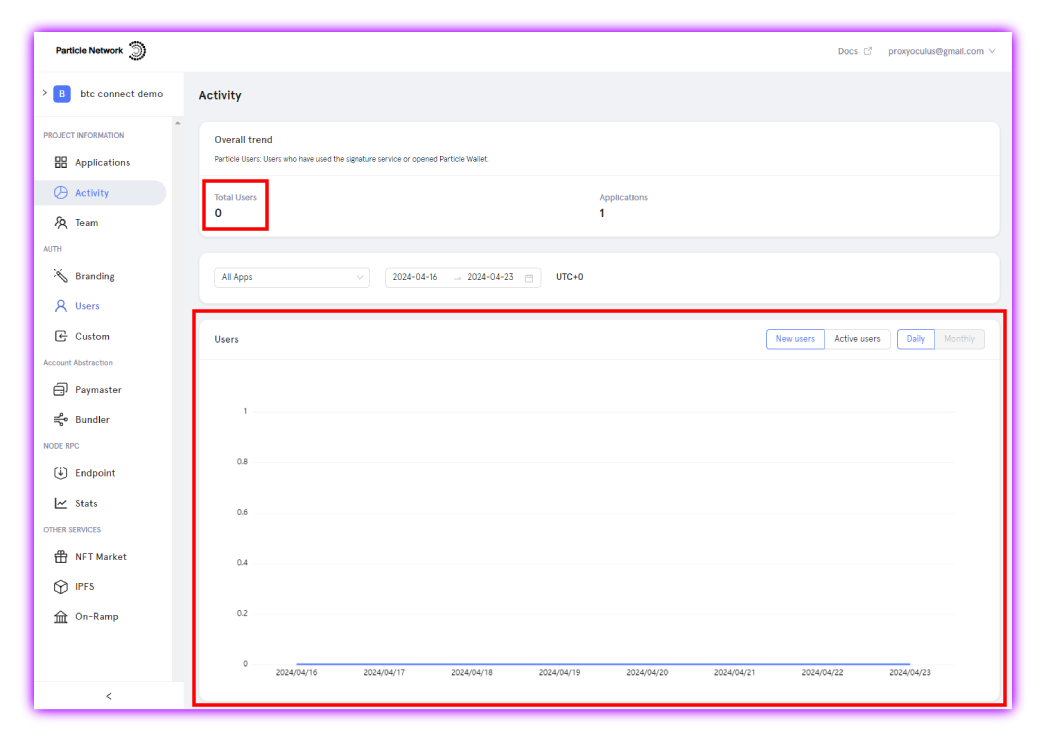 Particle Network
Docs proxyoculus@gmail.com
B btc connect demo
Activity
PROJECT INFORMATION
Applications
Activity
Team
AUTH
Branding
Users
Custom
Account Abstraction
Paymaster
Bundler
NODE RPC
Endpoint
Stats
OTHER SERVICES
NFT Market
IPFS
On-Ramp
Overall trend
Particle Users: Users who have used the signature service or opened Particle Wallet.
Total Users
0
Applications
1
All Apps 2024-04-16 → 2024-04-23 UTC+0
Users New users Active users Daily Monthly
1
0.8
0.6
0.4
0.2
0
2024/04/16 2024/04/17 2024/04/18 2024/04/19 2024/04/20 2024/04/21 2024/04/22 2024/04/23